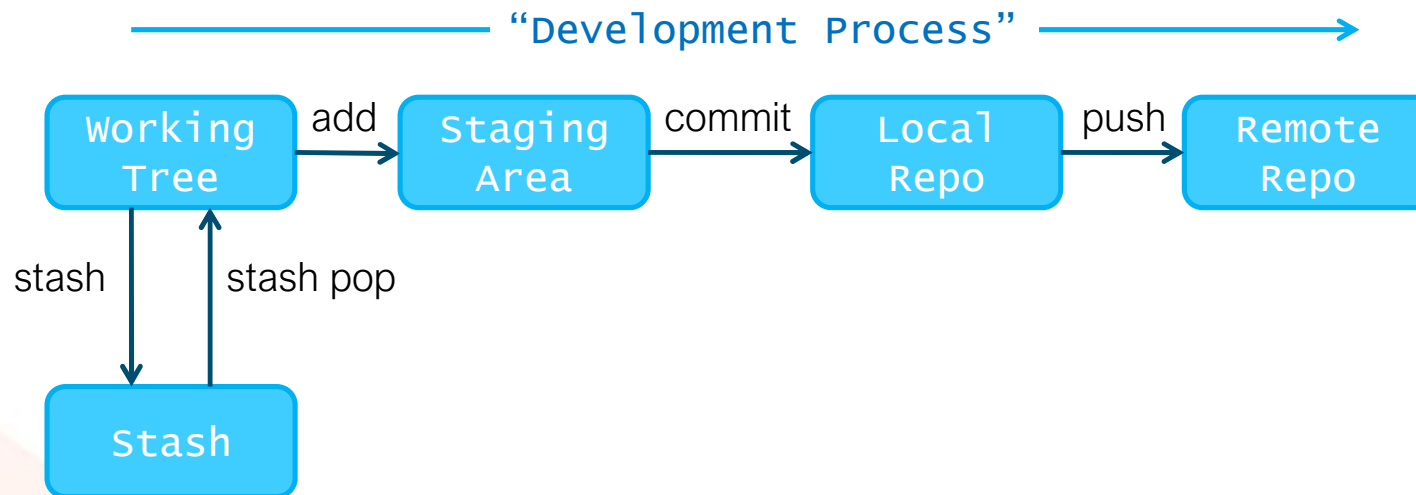 “Development Process”
Working
Tree
add
Staging
Area
commit
Local
Repo
push
Remote
Repo
stash
stash pop
Stash